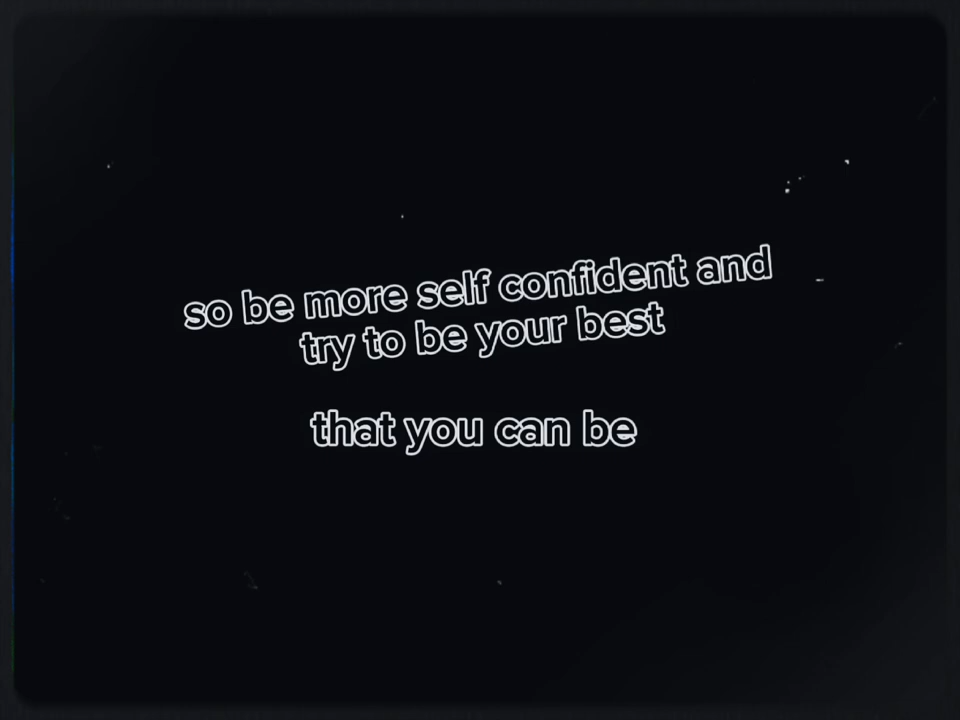 so be more self confident and
try to be your best
that you can be